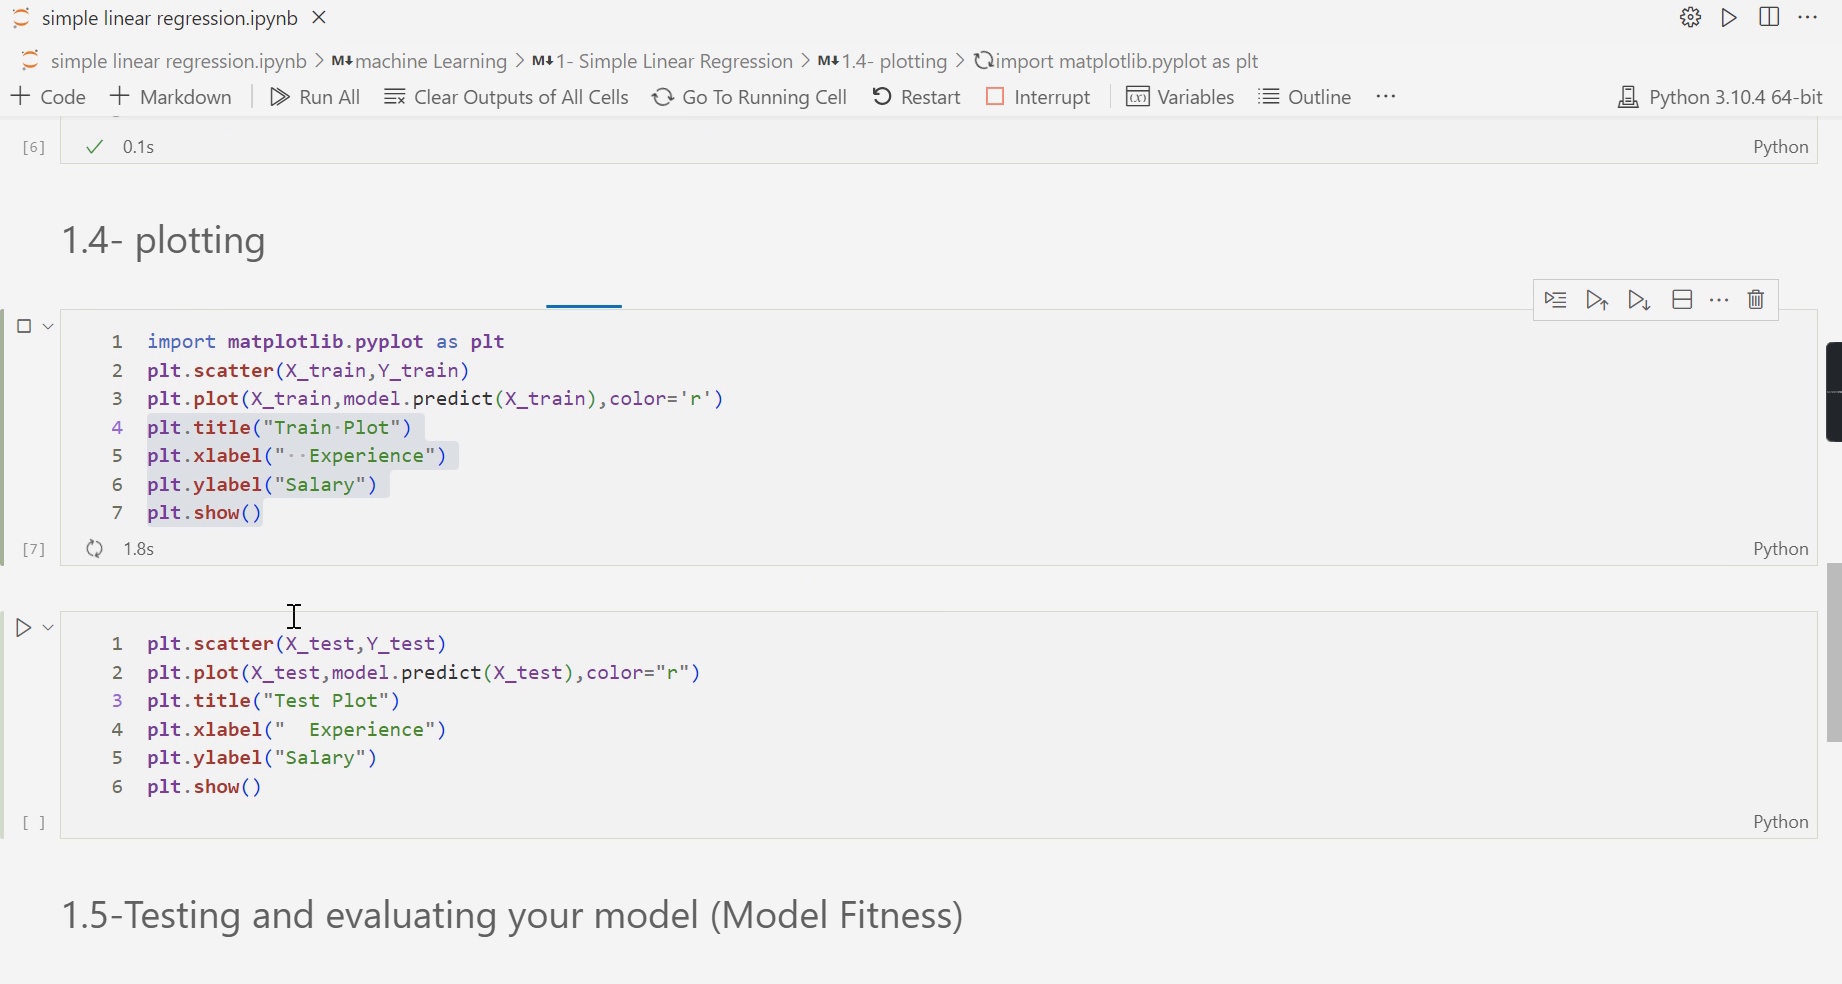 simple linear regression.ipynb
simple linear regression.ipynb > M↓ machine Learning > M↓ 1- Simple Linear Regression > M↓ 1.4- plotting > import matplotlib.pyplot as plt
+ Code + Markdown Run All Clear Outputs of All Cells Go To Running Cell Restart Interrupt Variables Outline ··· Python 3.10.4 64-bit
[6] 0.1s Python
1.4- plotting
1 import matplotlib.pyplot as plt
2 plt.scatter(X_train,Y_train)
3 plt.plot(X_train,model.predict(X_train),color='r')
4 plt.title("Train·Plot")
5 plt.xlabel("··Experience")
6 plt.ylabel("Salary")
7 plt.show()
[7] 1.8s Python
1 plt.scatter(X_test,Y_test)
2 plt.plot(X_test,model.predict(X_test),color="r")
3 plt.title("Test Plot")
4 plt.xlabel("  Experience")
5 plt.ylabel("Salary")
6 plt.show()
[ ] Python
1.5-Testing and evaluating your model (Model Fitness)